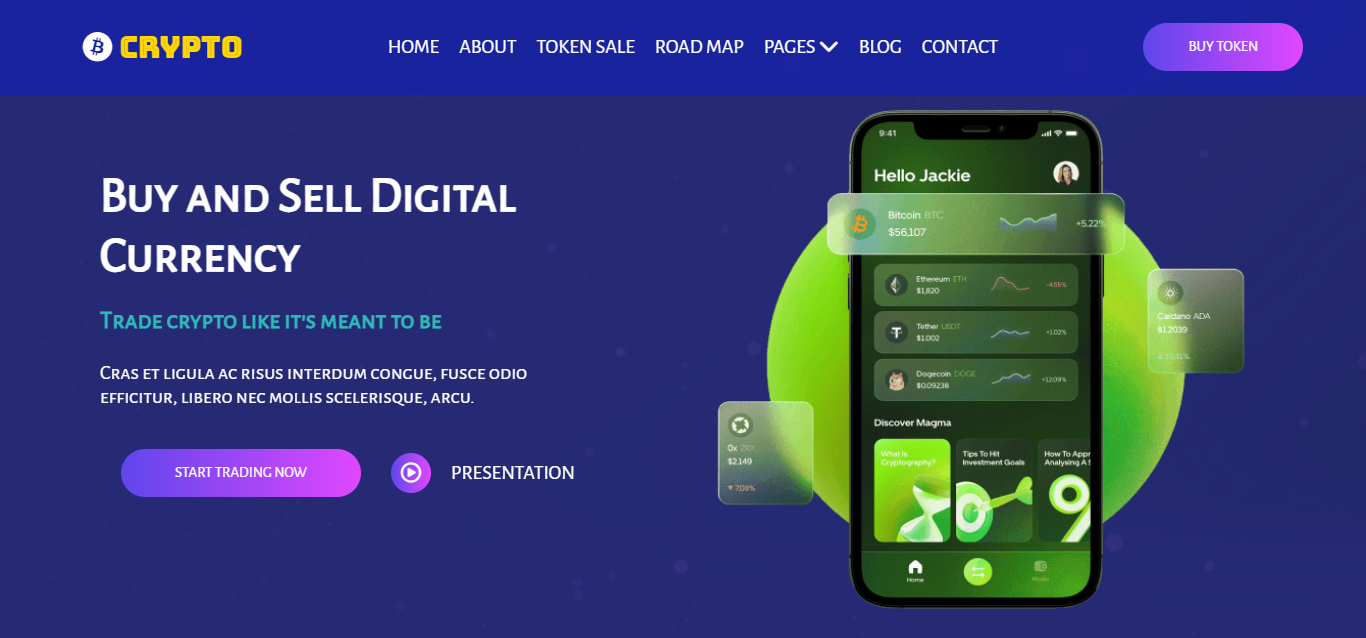 CRYPTO
HOME ABOUT TOKEN SALE ROAD MAP PAGES BLOG CONTACT
BUY TOKEN
Buy and Sell Digital
Currency
Trade crypto like it's meant to be
Cras et ligula ac risus interdum congue, fusce odio
efficitur, libero nec mollis scelerisque, arcu.
START TRADING NOW
PRESENTATION
9:41
Hello Jackie
Bitcoin BTC
$56,107
+5.22%
Ethereum ETH
$1,820
-4.55%
Tether USDT
$1.002
+1.02%
Dogecoin DOGE
$0.09238
+12.09%
Cardano ADA
$1.2039
0x ZRX
$2.149
7.08%
Discover Magma
What Is
Cryptography?
Tips To Hit
Investment Goals
How To Appr
Analysing A S
Home
Wallet